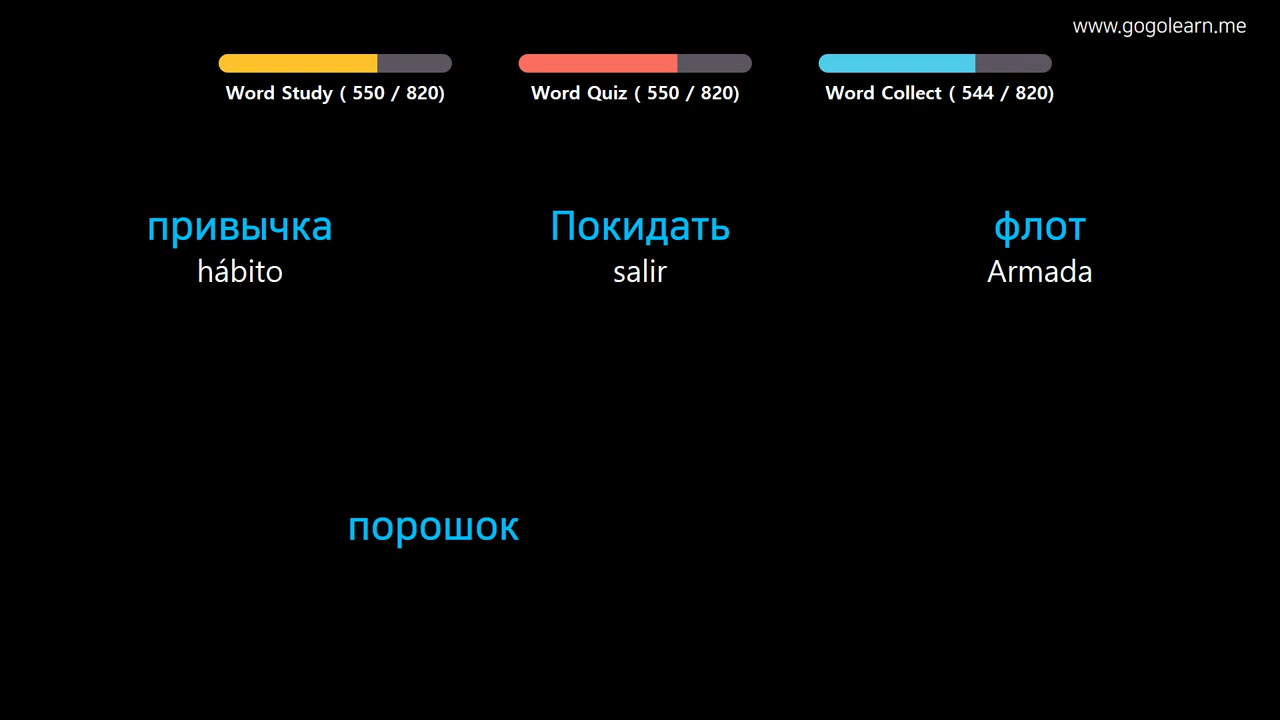 www.gogolearn.me
Word Study ( 550 / 820)
Word Quiz ( 550 / 820)
Word Collect ( 544 / 820)
привычка
hábito
Покидать
salir
флот
Armada
порошок